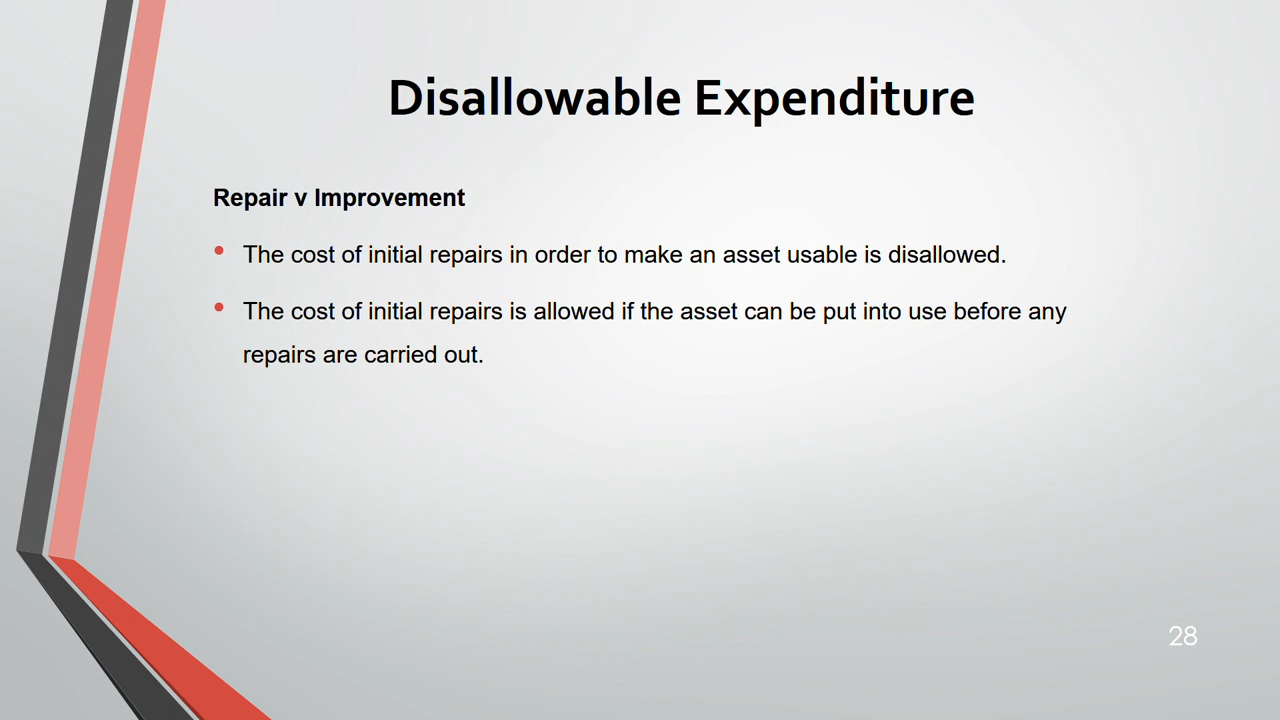 Disallowable Expenditure
Repair v Improvement
• The cost of initial repairs in order to make an asset usable is disallowed.
• The cost of initial repairs is allowed if the asset can be put into use before any
repairs are carried out.
28